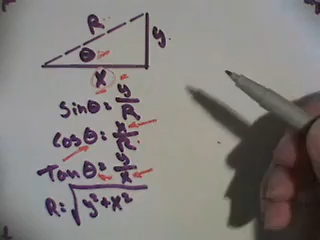 R
y
θ
x
Sinθ = y/R
Cosθ = x/R
Tanθ = y/x
R = √y²+x²